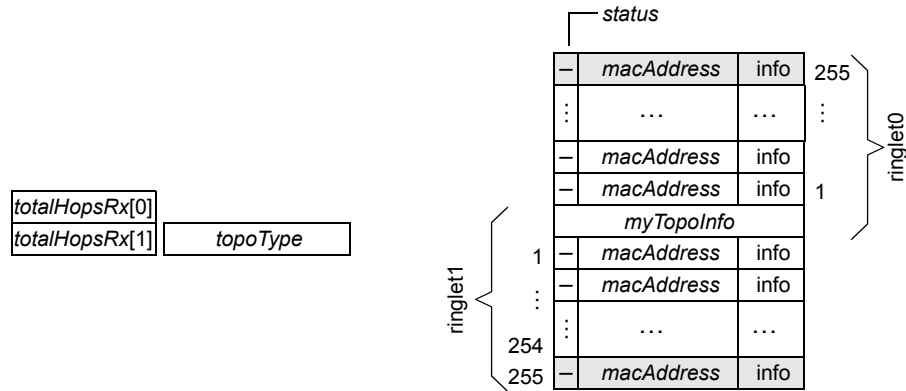 status
– macAddress info 255
⋮ ... ... ⋮
– macAddress info
– macAddress info 1
ringlet0
totalHopsRx[0]
totalHopsRx[1] topoType
myTopoInfo
1 – macAddress info
⋮ – macAddress info
254 ⋮ ... ...
255 – macAddress info
ringlet1